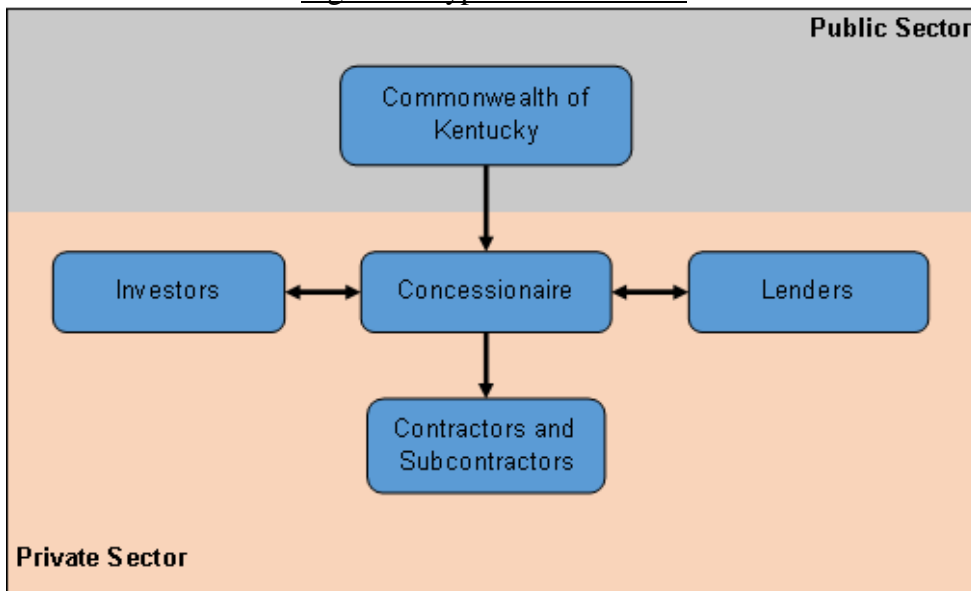 Public Sector
Commonwealth of
Kentucky
Investors
Concessionaire
Lenders
Contractors and
Subcontractors
Private Sector